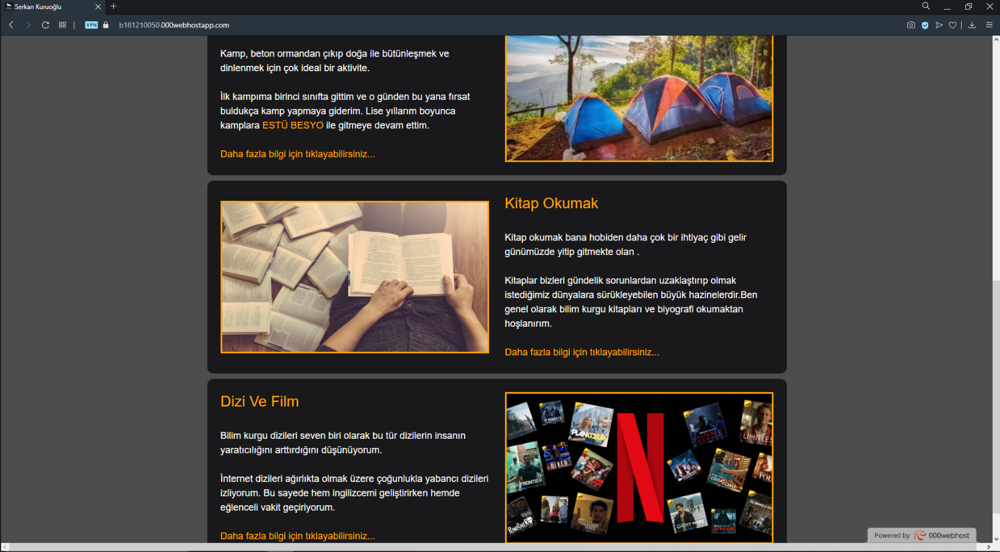 Serkan Kuruoğlu
VPN
b181210050.000webhostapp.com
Kamp, beton ormandan çıkıp doğa ile bütünleşmek ve
dinlenmek için çok ideal bir aktivite.
İlk kampıma birinci sınıfta gittim ve o günden bu yana fırsat
buldukça kamp yapmaya giderim. Lise yıllarım boyunca
kamplara ESTÜ BESYO ile gitmeye devam ettim.
Daha fazla bilgi için tıklayabilirsiniz...
Kitap Okumak
Kitap okumak bana hobiden daha çok bir ihtiyaç gibi gelir
günümüzde yitip gitmekte olan .
Kitaplar bizleri gündelik sorunlardan uzaklaştırıp olmak
istediğimiz dünyalara sürükleyebilen büyük hazinelerdir.Ben
genel olarak bilim kurgu kitapları ve biyografi okumaktan
hoşlanırım.
Daha fazla bilgi için tıklayabilirsiniz...
Dizi Ve Film
Bilim kurgu dizileri seven biri olarak bu tür dizilerin insanın
yaratıcılığını arttırdığını düşünüyorum.
İnternet dizileri ağırlıkta olmak üzere çoğunlukla yabancı dizileri
izliyorum. Bu sayede hem ingilizcemi geliştirirken hemde
eğlenceli vakit geçiriyorum.
Daha fazla bilgi için tıklayabilirsiniz...
PLAN CŒUR
ALTERED CARBON
LIMITLES
RIVER
FRONTIER
PUNISHER
LOST WARS
SCREAM
N
Powered by 000webhost